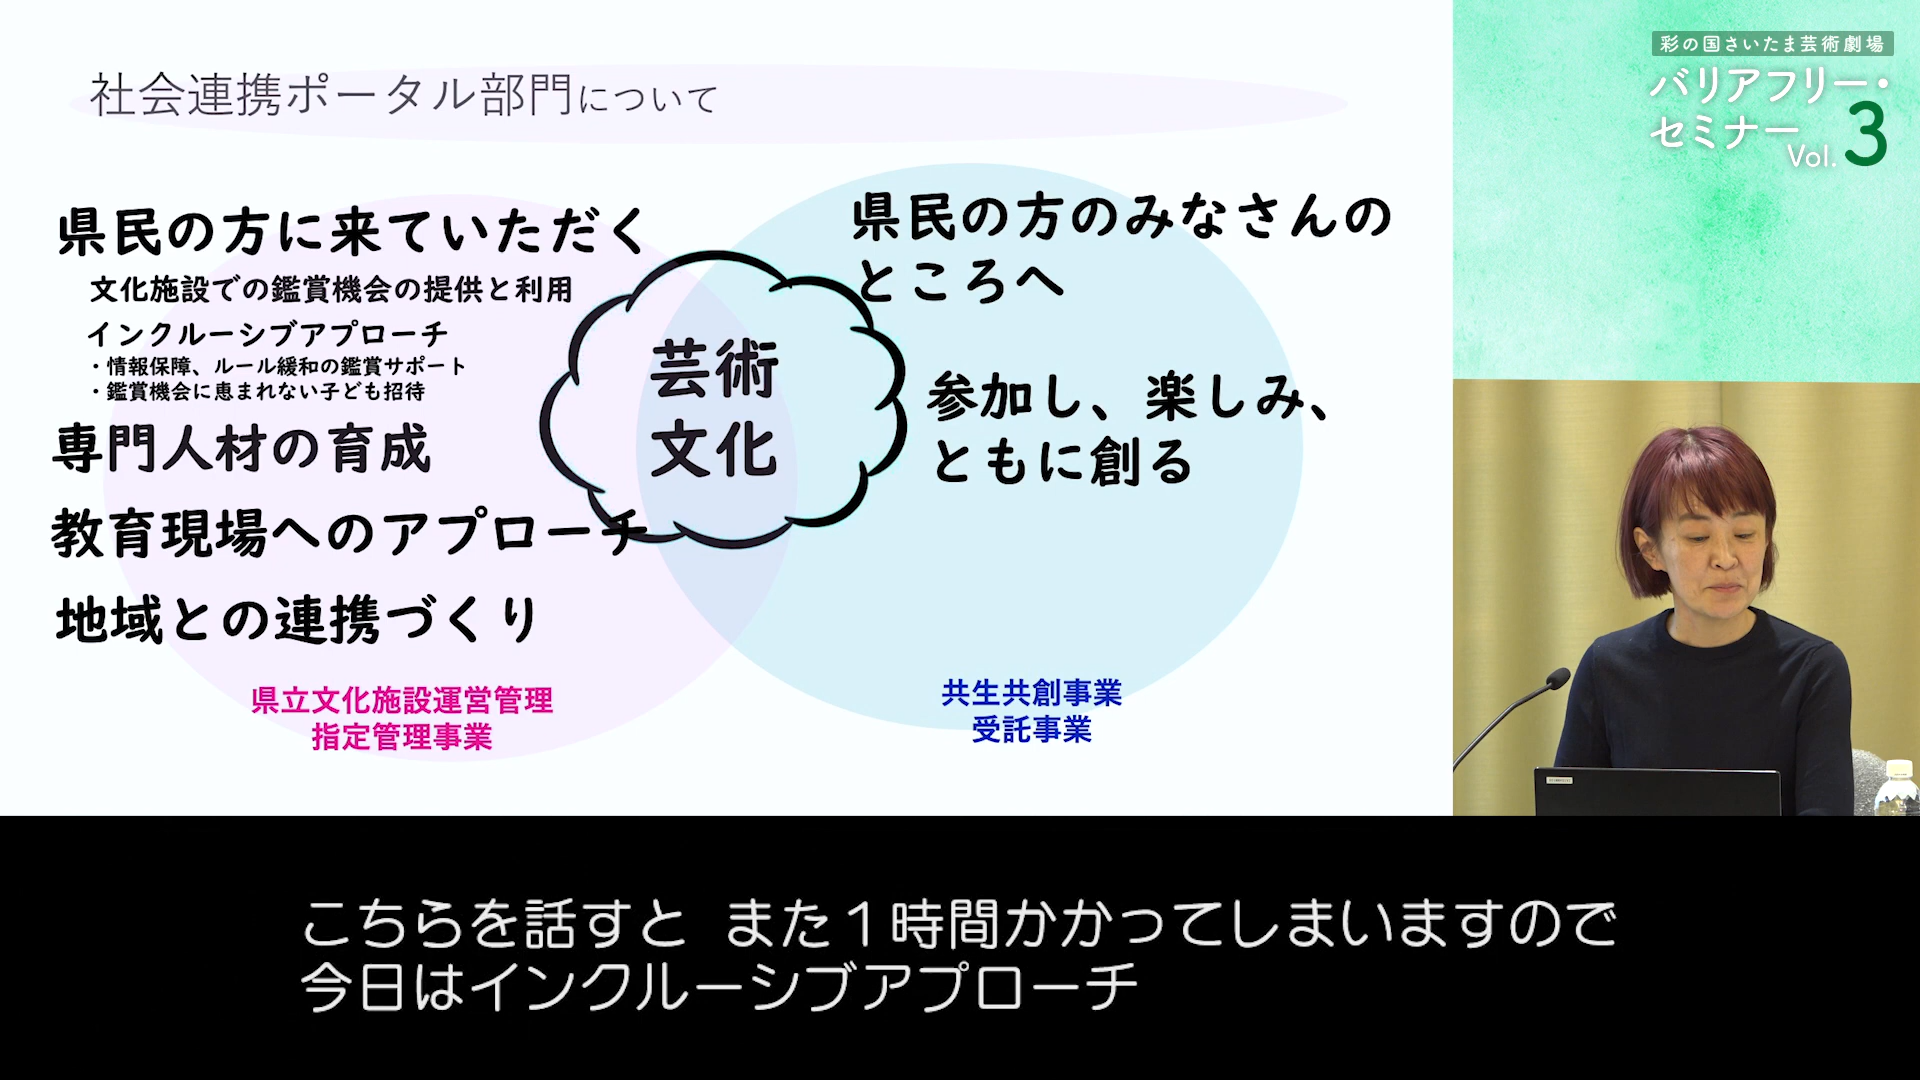 社会連携ポータル部門について
県民の方に来ていただく
文化施設での鑑賞機会の提供と利用
インクルーシブアプローチ
・情報保障、ルール緩和の鑑賞サポート
・鑑賞機会に恵まれない子ども招待
専門人材の育成
教育現場へのアプローチ
地域との連携づくり
県立文化施設運営管理
指定管理事業
芸術
文化
県民の方のみなさんの
ところへ
参加し、楽しみ、
ともに創る
共生共創事業
受託事業
彩の国さいたま芸術劇場
バリアフリー・
セミナー
Vol. 3
こちらを話すと また１時間かかってしまいますので
今日はインクルーシブアプローチ